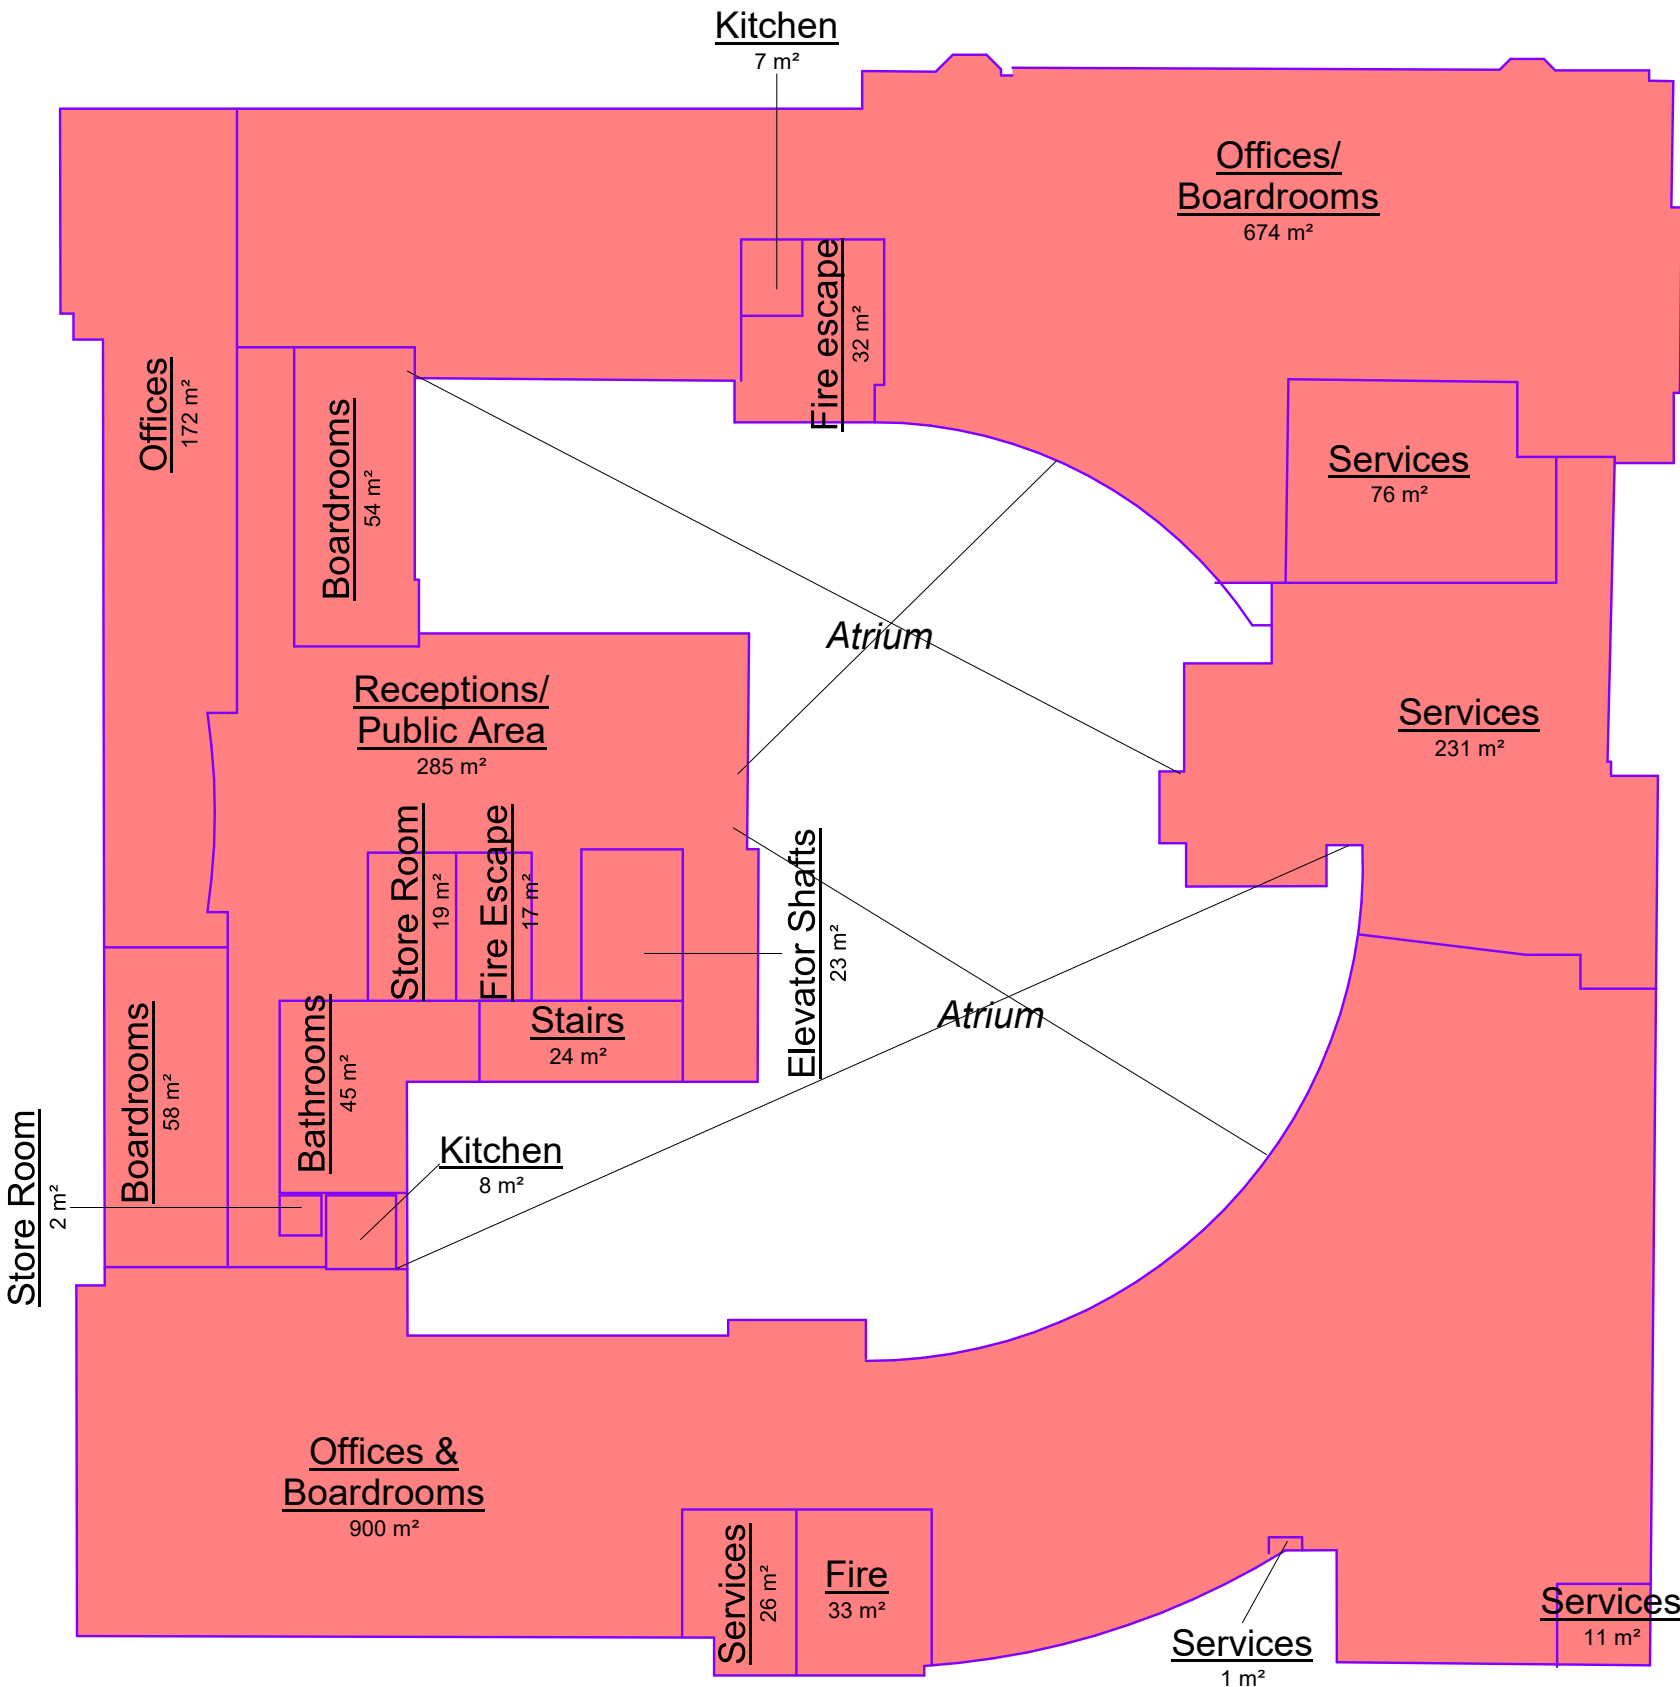 Kitchen
7 m²
Offices/
Boardrooms
674 m²
Fire escape
32 m²
Offices
172 m²
Boardrooms
54 m²
Services
76 m²
Atrium
Receptions/
Public Area
285 m²
Services
231 m²
Store Room
19 m²
Fire Escape
17 m²
Elevator Shafts
23 m²
Atrium
Stairs
24 m²
Bathrooms
45 m²
Boardrooms
58 m²
Store Room
2 m²
Kitchen
8 m²
Offices &
Boardrooms
900 m²
Services
26 m²
Fire
33 m²
Services
1 m²
Services
11 m²